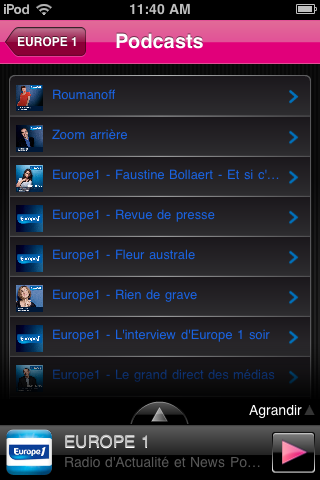 iPod 11:40 AM
EUROPE 1 Podcasts
Roumanoff
Zoom arrière
Europe1 - Faustine Bollaert - Et si c'...
Europe1 - Revue de presse
Europe1 - Fleur australe
Europe1 - Rien de grave
Europe1 - L'interview d'Europe 1 soir
Europe1 - Le grand direct des médias
Agrandir
Europe1
EUROPE 1
Radio d'Actualité et News Po...